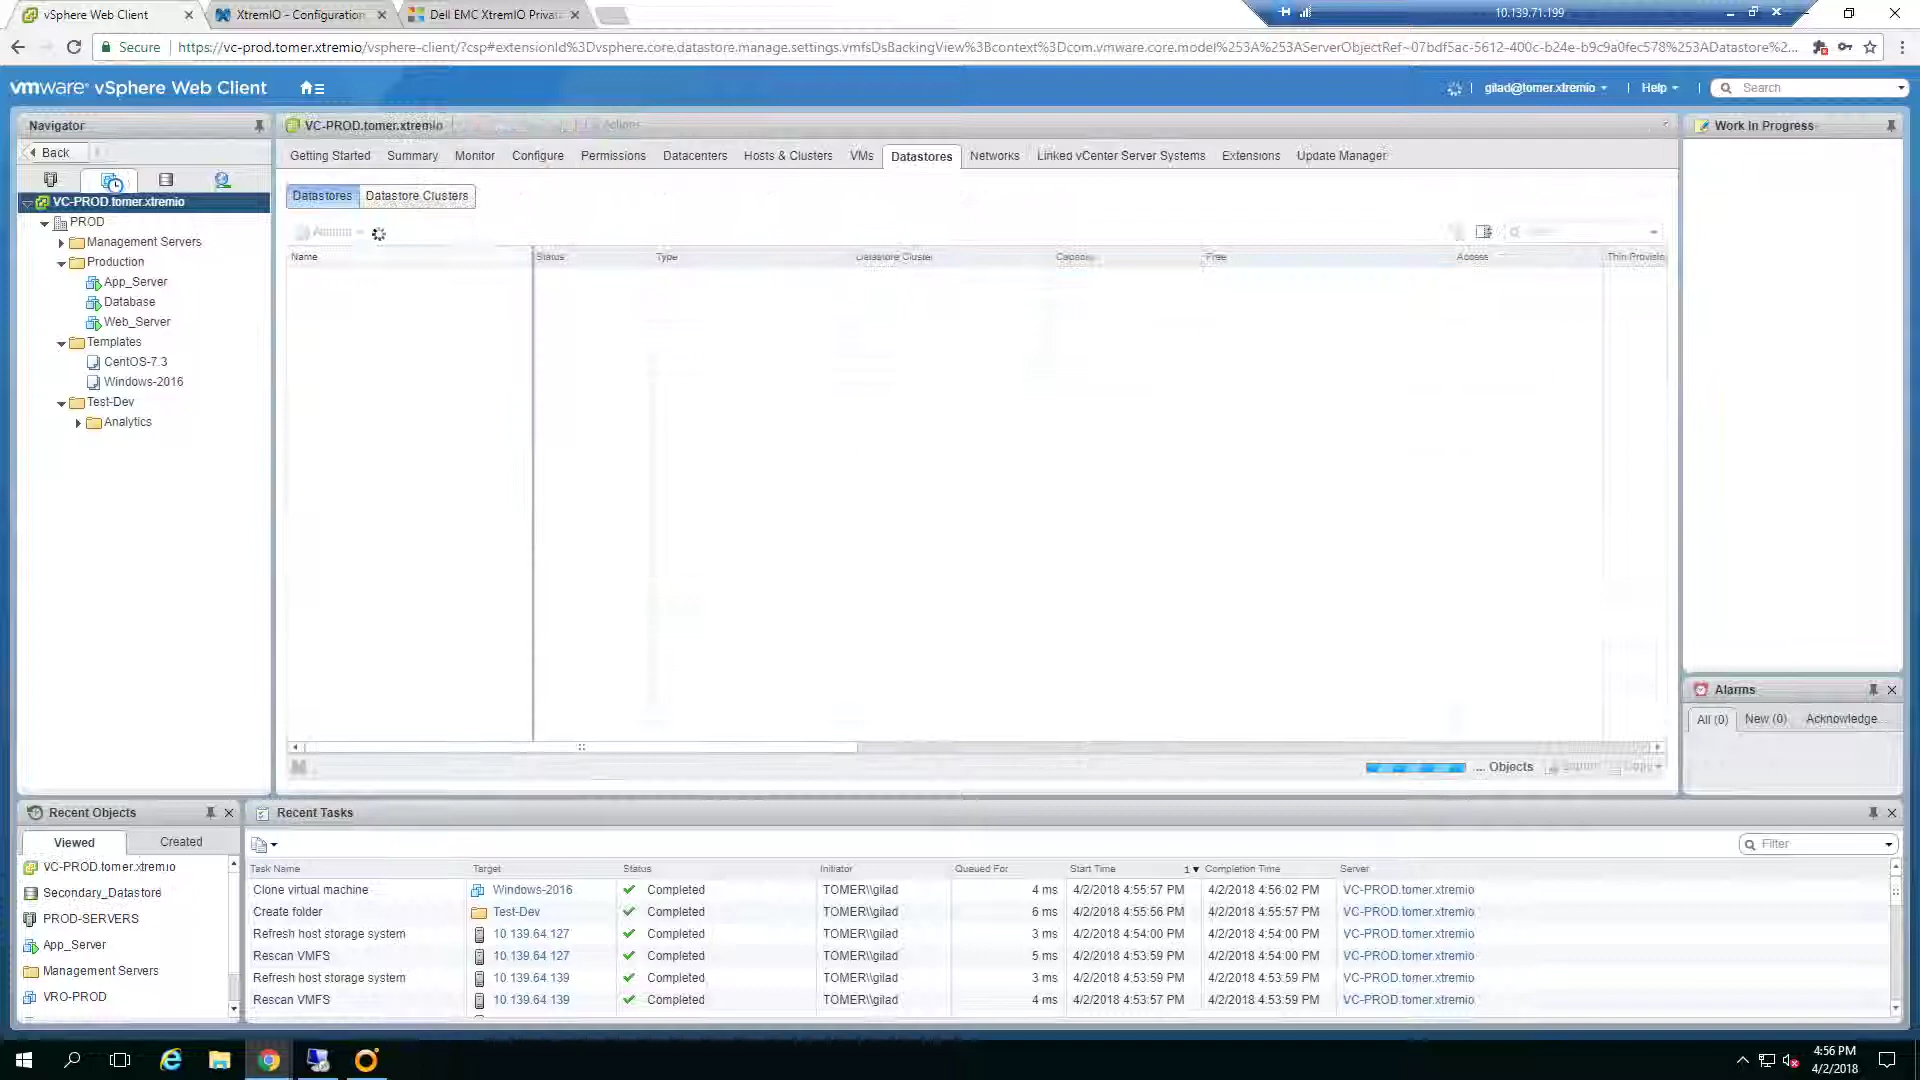 vSphere Web Client
XtremIO - Configuration
Dell EMC XtremIO Privat
10.139.71.199
Secure
https://vc-prod.tomer.xtremio/vsphere-client/?csp#extensionId%3Dvsphere.core.datastore.manage.settings.vmfsDsBackingView%3Bcontext%3Dcom.vmware.core.model%253A%253AServerObjectRef~07bdf5ac-5612-400c-b24e-b9c9a0fec578%253ADatastore%2...
vmware® vSphere Web Client
gilad@tomer.xtremio
Help
Search
Navigator
VC-PROD.tomer.xtremio
Actions
Work In Progress
Back
Getting Started Summary Monitor Configure Permissions Datacenters Hosts & Clusters VMs Datastores Networks Linked vCenter Server Systems Extensions Update Manager
VC-PROD.tomer.xtremio
PROD
Management Servers
Production
App_Server
Database
Web_Server
Templates
CentOS-7.3
Windows-2016
Test-Dev
Analytics
Datastores Datastore Clusters
Actions
Name Status Type Datastore Cluster Capacity Free Access Thin Provisio
... Objects
Export Copy
Alarms
All (0) New (0) Acknowledge...
Recent Objects
Viewed Created
VC-PROD.tomer.xtremio
Secondary_Datastore
PROD-SERVERS
App_Server
Management Servers
VRO-PROD
Recent Tasks
Filter
Task Name Target Status Initiator Queued For Start Time 1 Completion Time Server
Clone virtual machine Windows-2016 Completed TOMER\\gilad 4 ms 4/2/2018 4:55:57 PM 4/2/2018 4:56:02 PM VC-PROD.tomer.xtremio
Create folder Test-Dev Completed TOMER\\gilad 6 ms 4/2/2018 4:55:56 PM 4/2/2018 4:55:57 PM VC-PROD.tomer.xtremio
Refresh host storage system 10.139.64.127 Completed TOMER\\gilad 3 ms 4/2/2018 4:54:00 PM 4/2/2018 4:54:00 PM VC-PROD.tomer.xtremio
Rescan VMFS 10.139.64.127 Completed TOMER\\gilad 5 ms 4/2/2018 4:53:59 PM 4/2/2018 4:54:00 PM VC-PROD.tomer.xtremio
Refresh host storage system 10.139.64.139 Completed TOMER\\gilad 3 ms 4/2/2018 4:53:59 PM 4/2/2018 4:53:59 PM VC-PROD.tomer.xtremio
Rescan VMFS 10.139.64.139 Completed TOMER\\gilad 4 ms 4/2/2018 4:53:57 PM 4/2/2018 4:53:59 PM VC-PROD.tomer.xtremio
4:56 PM
4/2/2018